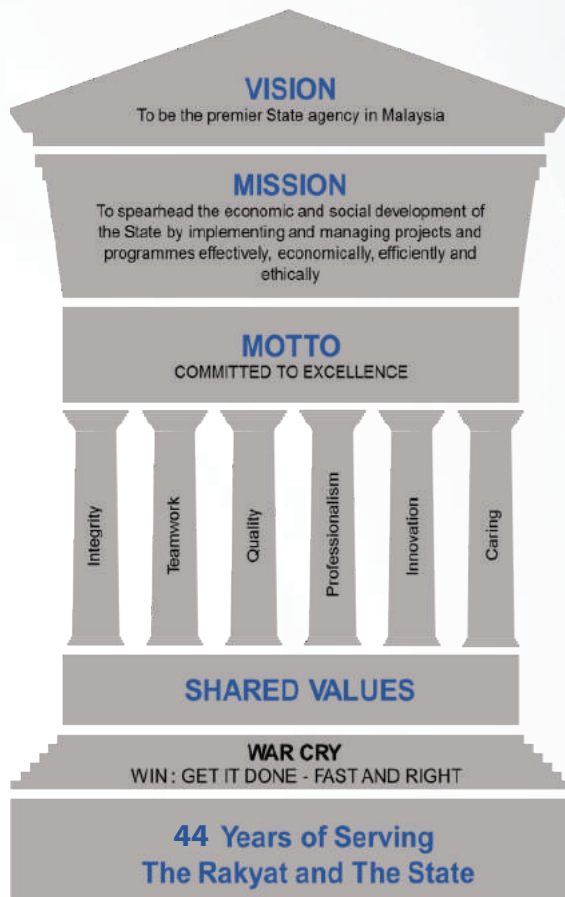 VISION
To be the premier State agency in Malaysia
MISSION
To spearhead the economic and social development of
the State by implementing and managing projects and
programmes effectively, economically, efficiently and
ethically
MOTTO
COMMITTED TO EXCELLENCE
Integrity
Teamwork
Quality
Professionalism
Innovation
Caring
SHARED VALUES
WAR CRY
WIN : GET IT DONE - FAST AND RIGHT
44 Years of Serving
The Rakyat and The State